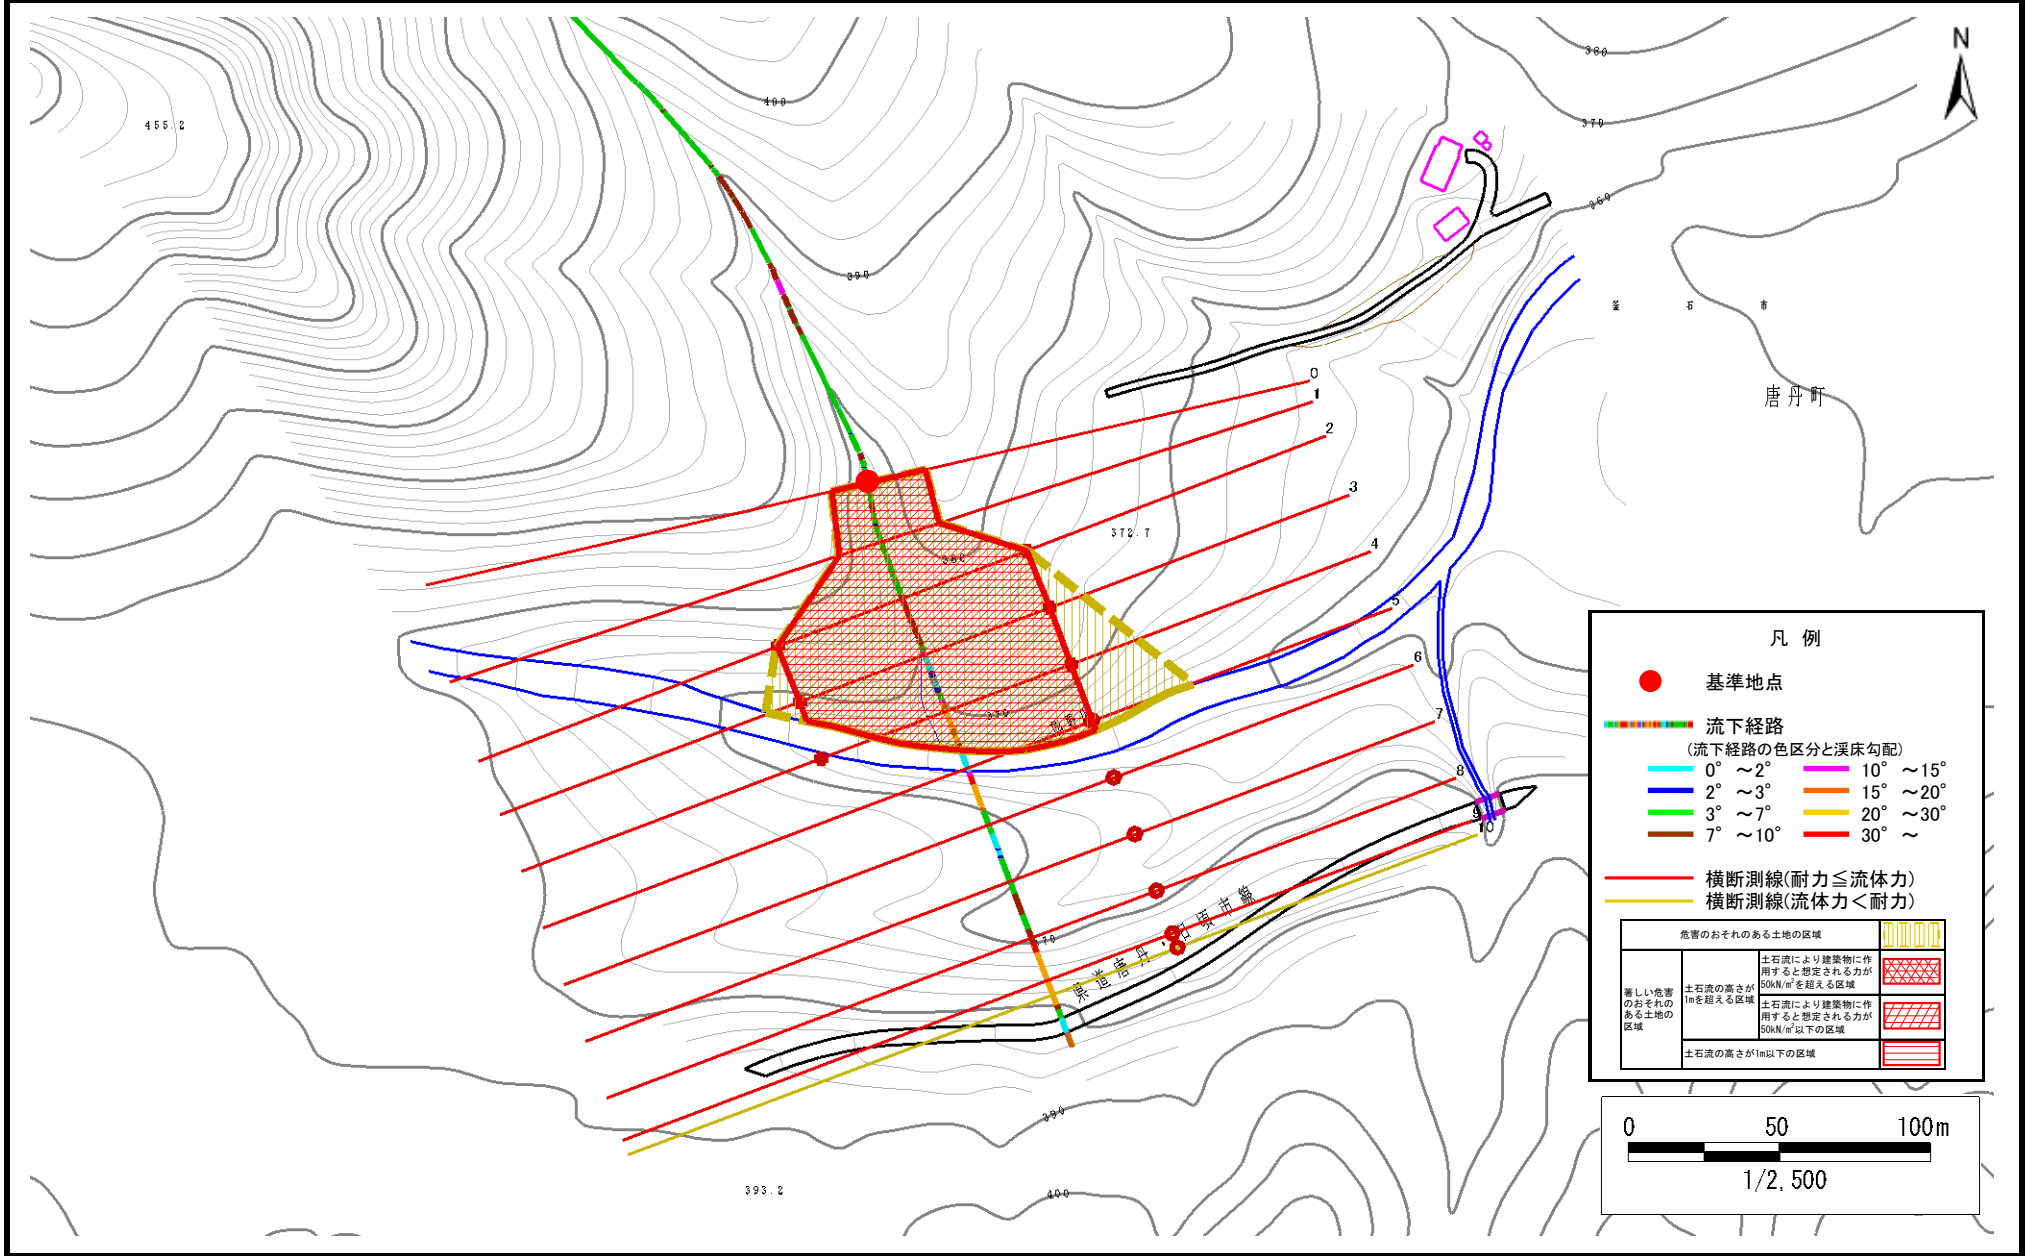 N
380
400
455.2
370
360
390
釜石市
0
1
唐丹町
2
3
372.7
4
380
5
6
370
7
8
9
10
370
390
393.2
400
凡 例
基準地点
流下経路
(流下経路の色区分と渓床勾配)
0° ～2° 10° ～15°
2° ～3° 15° ～20°
3° ～7° 20° ～30°
7° ～10° 30° ～
横断測線(耐力≦流体力)
横断測線(流体力＜耐力)
危害のおそれのある土地の区域
著しい危害
のおそれの
ある土地の
区域
土石流の高さが
1mを超える区域
土石流により建築物に作
用すると想定される力が
50kN/m²を超える区域
土石流により建築物に作
用すると想定される力が
50kN/m²以下の区域
土石流の高さが1m以下の区域
0 50 100m
1/2,500